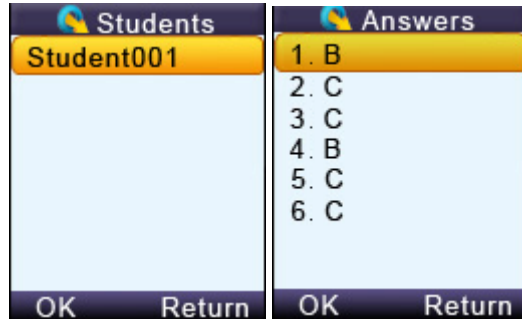 Students
Student001
OK Return
Answers
1. B
2. C
3. C
4. B
5. C
6. C
OK Return